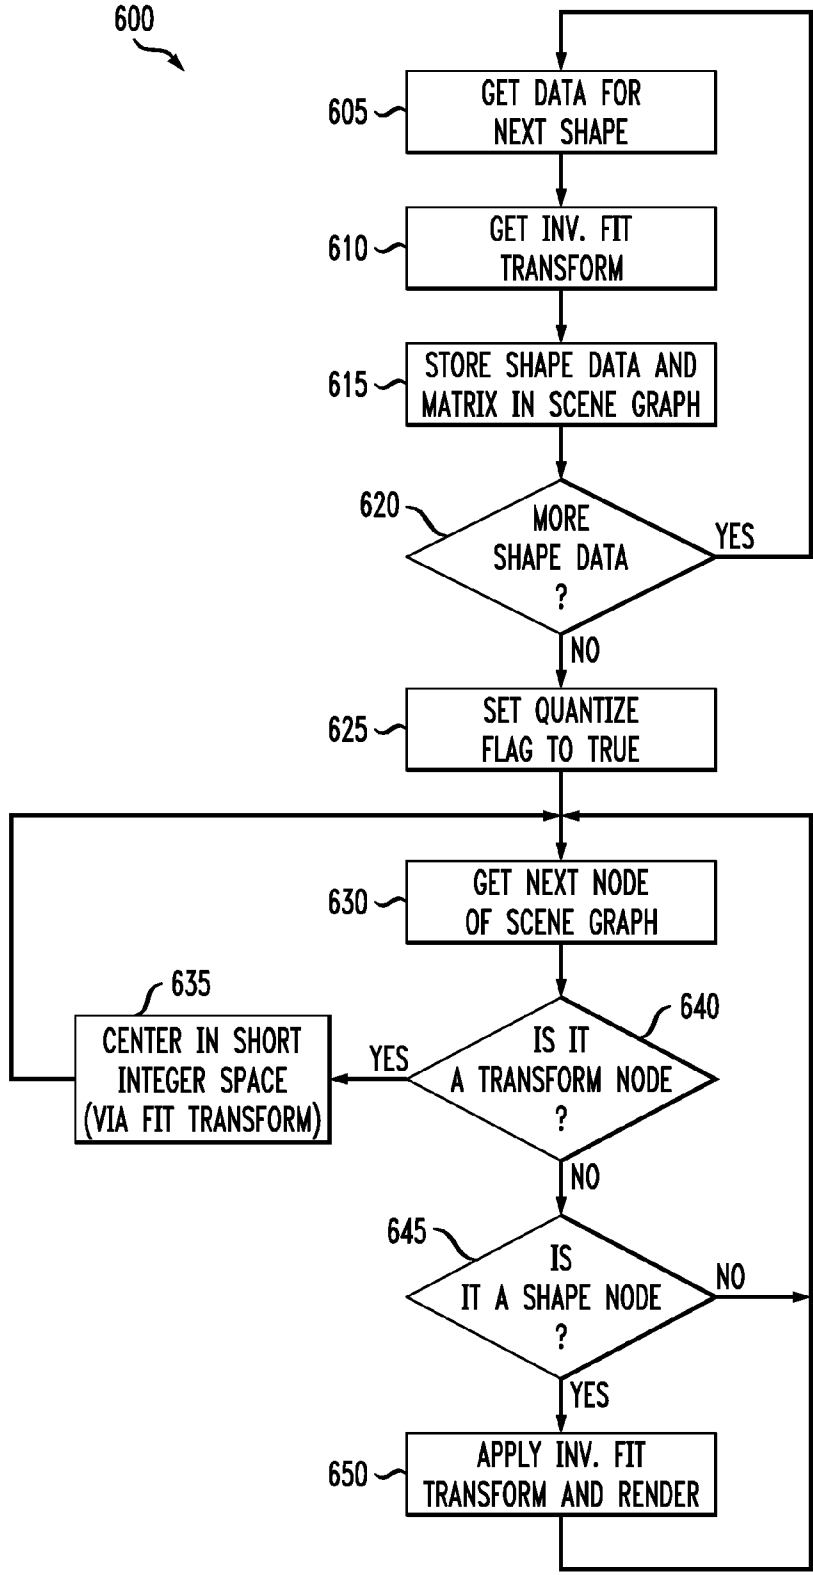 600
605
GET DATA FOR
NEXT SHAPE
610
GET INV. FIT
TRANSFORM
615
STORE SHAPE DATA AND
MATRIX IN SCENE GRAPH
620
MORE
SHAPE DATA
?
YES
NO
625
SET QUANTIZE
FLAG TO TRUE
630
GET NEXT NODE
OF SCENE GRAPH
635
CENTER IN SHORT
INTEGER SPACE
(VIA FIT TRANSFORM)
YES
640
IS IT
A TRANSFORM NODE
?
NO
645
IS
IT A SHAPE NODE
?
NO
YES
650
APPLY INV. FIT
TRANSFORM AND RENDER